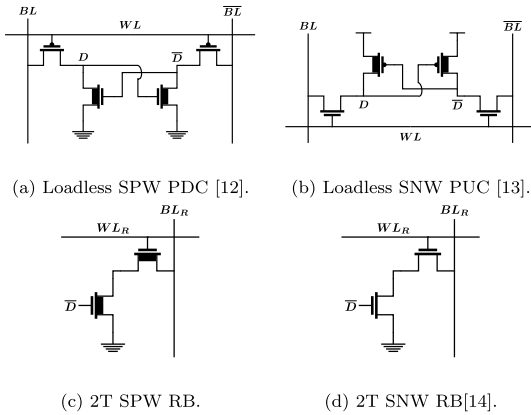 BL
WL
BL
D
D
(a) Loadless SPW PDC [12].
BL
BL
D
D
WL
(b) Loadless SNW PUC [13].
BL_R
WL_R
D
(c) 2T SPW RB.
BL_R
WL_R
D
(d) 2T SNW RB[14].